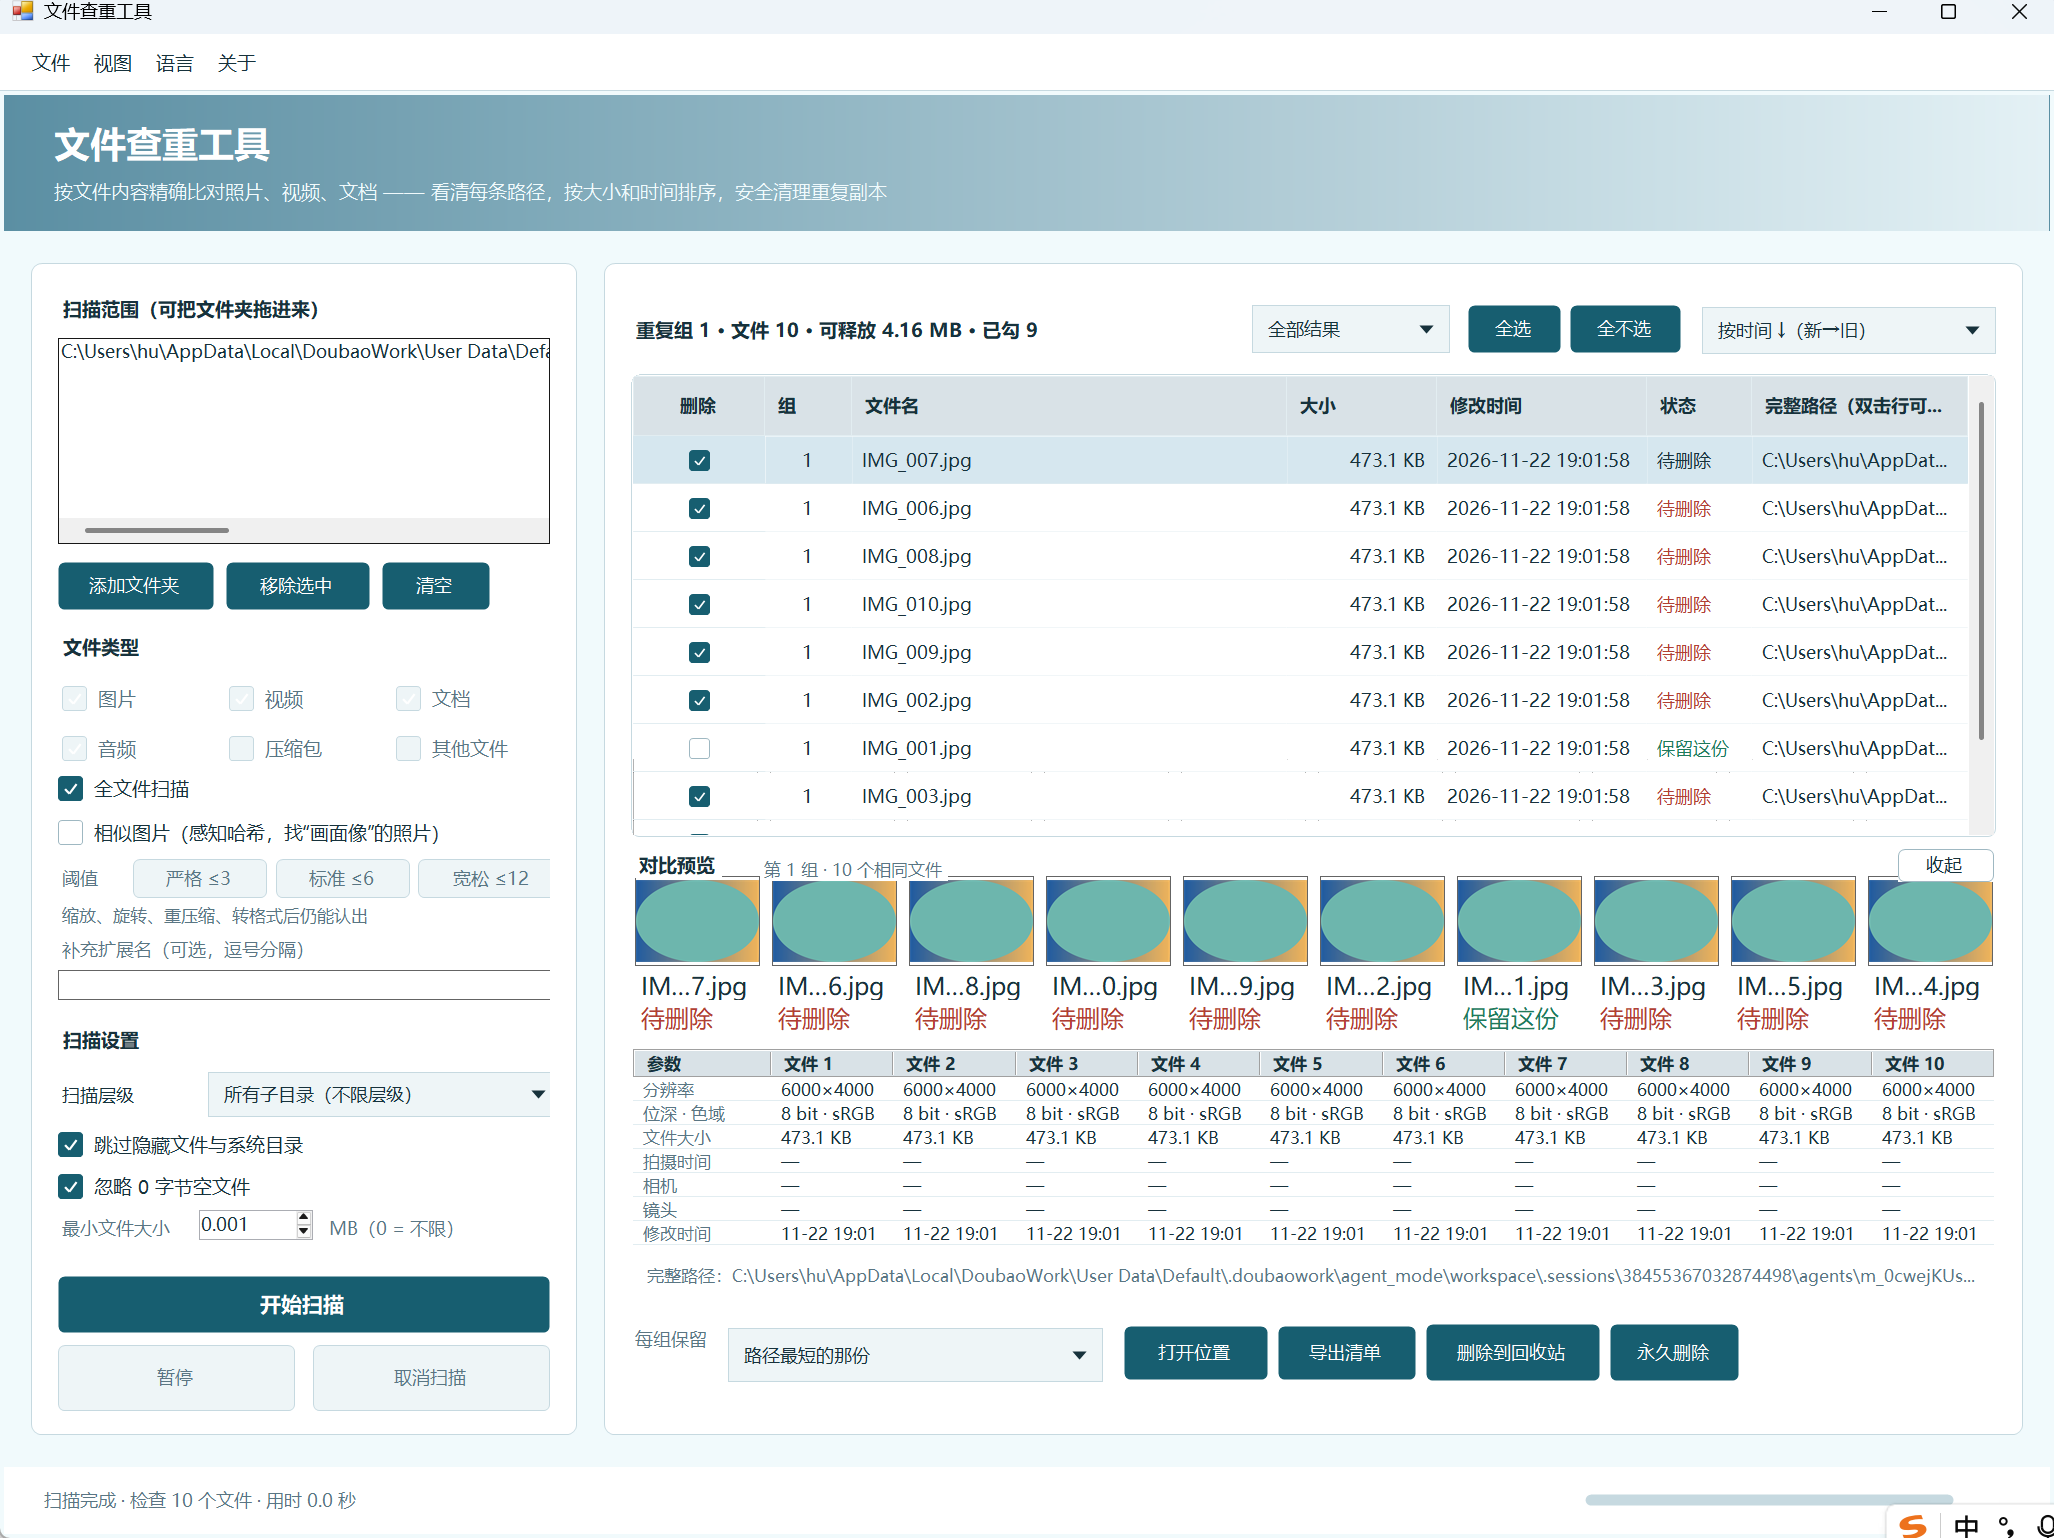 文件查重工具
文件 视图 语言 关于
文件查重工具
按文件内容精确比对照片、视频、文档 —— 看清每条路径，按大小和时间排序，安全清理重复副本
扫描范围（可把文件夹拖进来）
C:\Users\hu\AppData\Local\DoubaoWork\User Data\Defa
添加文件夹 移除选中 清空
文件类型
图片 视频 文档
音频 压缩包 其他文件
全文件扫描
相似图片（感知哈希，找“画面像”的照片）
阈值 严格 ≤3 标准 ≤6 宽松 ≤12
缩放、旋转、重压缩、转格式后仍能认出
补充扩展名（可选，逗号分隔）
扫描设置
扫描层级 所有子目录（不限层级）
跳过隐藏文件与系统目录
忽略 0 字节空文件
最小文件大小 0.001 MB（0 = 不限）
开始扫描
暂停 取消扫描
重复组 1 · 文件 10 · 可释放 4.16 MB · 已勾 9
全部结果 全选 全不选 按时间↓（新→旧）
删除 组 文件名 大小 修改时间 状态 完整路径（双击行可...
1 IMG_007.jpg 473.1 KB 2026-11-22 19:01:58 待删除 C:\Users\hu\AppDat...
1 IMG_006.jpg 473.1 KB 2026-11-22 19:01:58 待删除 C:\Users\hu\AppDat...
1 IMG_008.jpg 473.1 KB 2026-11-22 19:01:58 待删除 C:\Users\hu\AppDat...
1 IMG_010.jpg 473.1 KB 2026-11-22 19:01:58 待删除 C:\Users\hu\AppDat...
1 IMG_009.jpg 473.1 KB 2026-11-22 19:01:58 待删除 C:\Users\hu\AppDat...
1 IMG_002.jpg 473.1 KB 2026-11-22 19:01:58 待删除 C:\Users\hu\AppDat...
1 IMG_001.jpg 473.1 KB 2026-11-22 19:01:58 保留这份 C:\Users\hu\AppDat...
1 IMG_003.jpg 473.1 KB 2026-11-22 19:01:58 待删除 C:\Users\hu\AppDat...
对比预览 第 1 组 · 10 个相同文件 收起
IM...7.jpg IM...6.jpg IM...8.jpg IM...0.jpg IM...9.jpg IM...2.jpg IM...1.jpg IM...3.jpg IM...5.jpg IM...4.jpg
待删除 待删除 待删除 待删除 待删除 待删除 保留这份 待删除 待删除 待删除
参数 文件 1 文件 2 文件 3 文件 4 文件 5 文件 6 文件 7 文件 8 文件 9 文件 10
分辨率 6000×4000 6000×4000 6000×4000 6000×4000 6000×4000 6000×4000 6000×4000 6000×4000 6000×4000 6000×4000
位深 · 色域 8 bit · sRGB 8 bit · sRGB 8 bit · sRGB 8 bit · sRGB 8 bit · sRGB 8 bit · sRGB 8 bit · sRGB 8 bit · sRGB 8 bit · sRGB 8 bit · sRGB
文件大小 473.1 KB 473.1 KB 473.1 KB 473.1 KB 473.1 KB 473.1 KB 473.1 KB 473.1 KB 473.1 KB 473.1 KB
拍摄时间 — — — — — — — — — —
相机 — — — — — — — — — —
镜头 — — — — — — — — — —
修改时间 11-22 19:01 11-22 19:01 11-22 19:01 11-22 19:01 11-22 19:01 11-22 19:01 11-22 19:01 11-22 19:01 11-22 19:01 11-22 19:01
完整路径：C:\Users\hu\AppData\Local\DoubaoWork\User Data\Default\.doubaowork\agent_mode\workspace\.sessions\38455367032874498\agents\m_0cwejKUs...
每组保留 路径最短的那份 打开位置 导出清单 删除到回收站 永久删除
扫描完成 · 检查 10 个文件 · 用时 0.0 秒
中